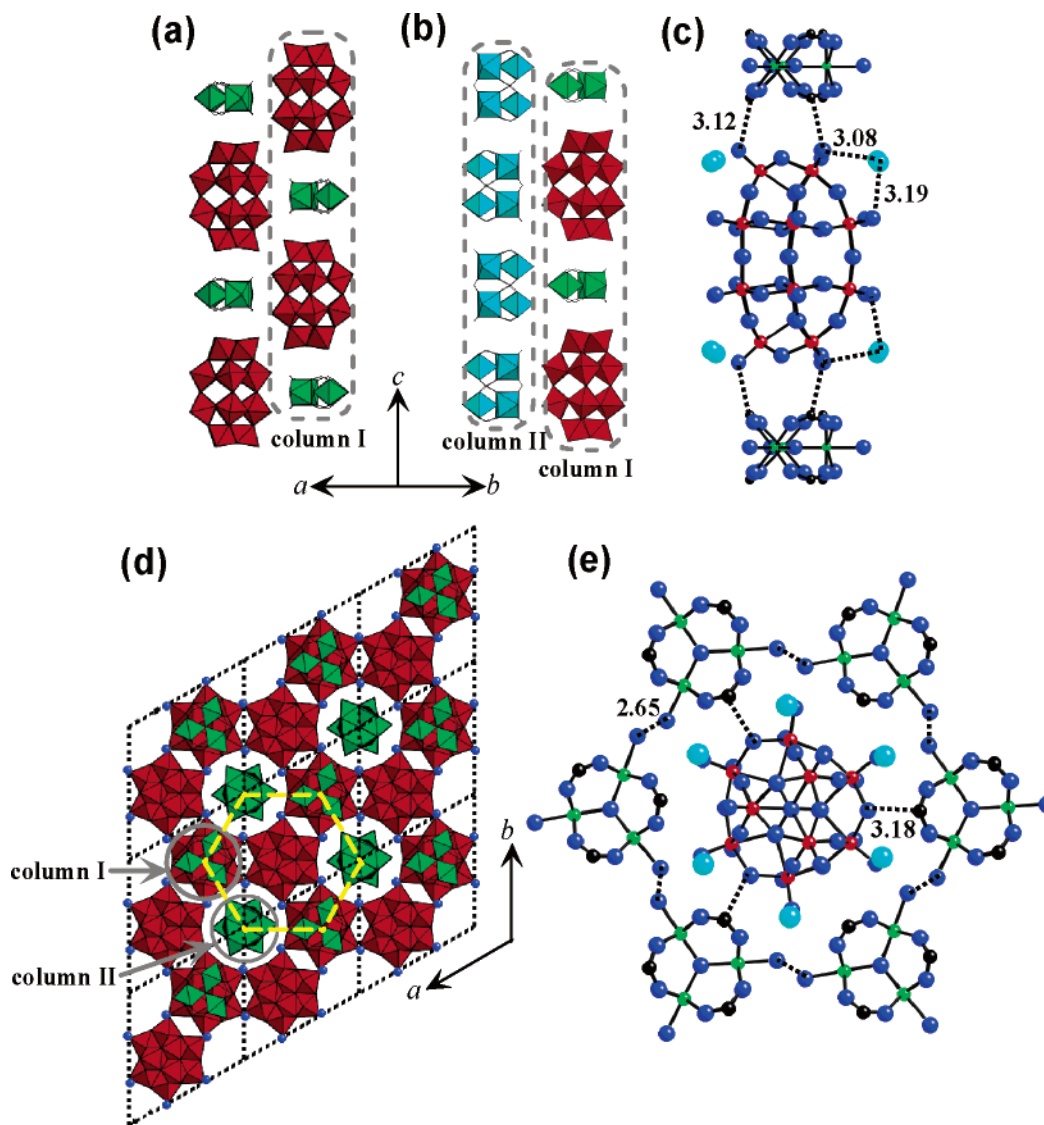 (a)
(b)
(c)
3.12
3.08
3.19
column I
column II
column I
c
a
b
(d)
(e)
column I
column II
b
a
2.65
3.18